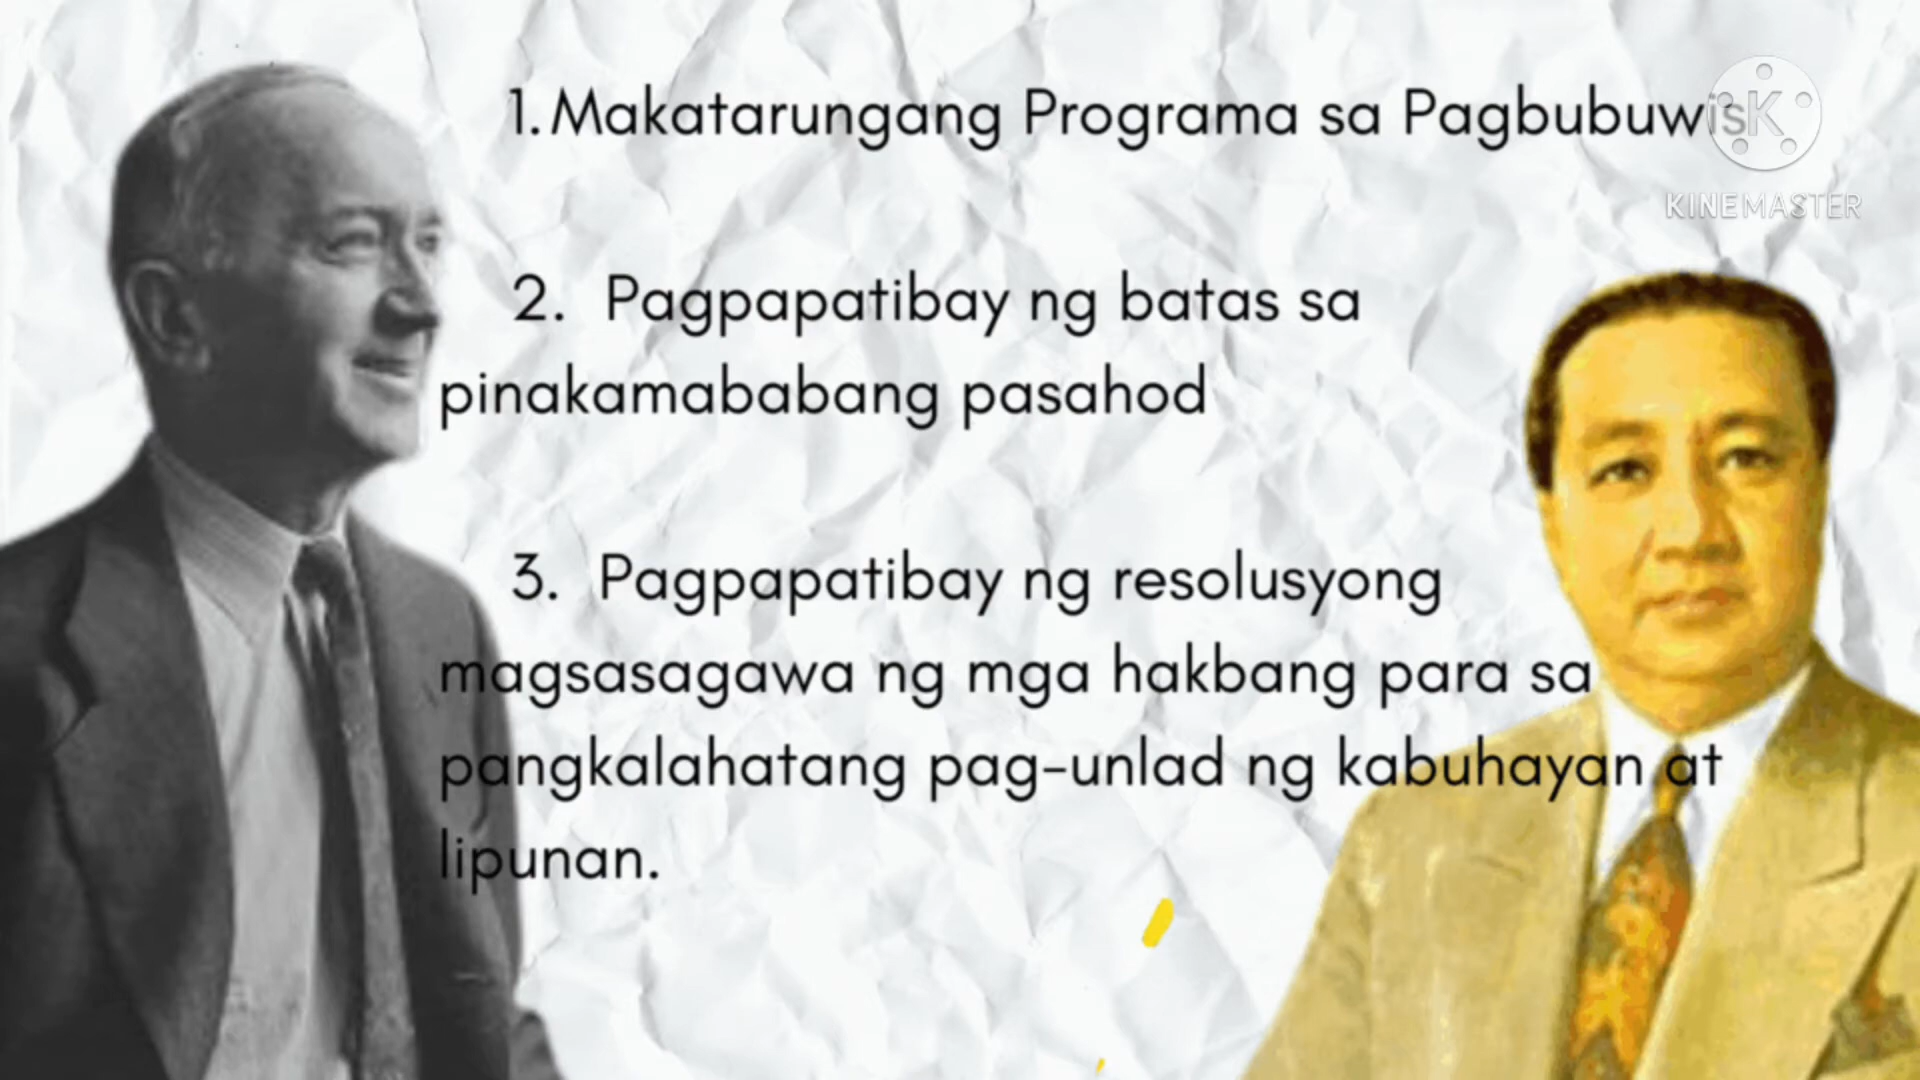 1. Makatarungang Programa sa Pagbubuwis
K
KINEMASTER
2. Pagpapatibay ng batas sa
pinakamababang pasahod
3. Pagpapatibay ng resolusyong
magsasagawa ng mga hakbang para sa
pangkalahatang pag-unlad ng kabuhayan at
lipunan.